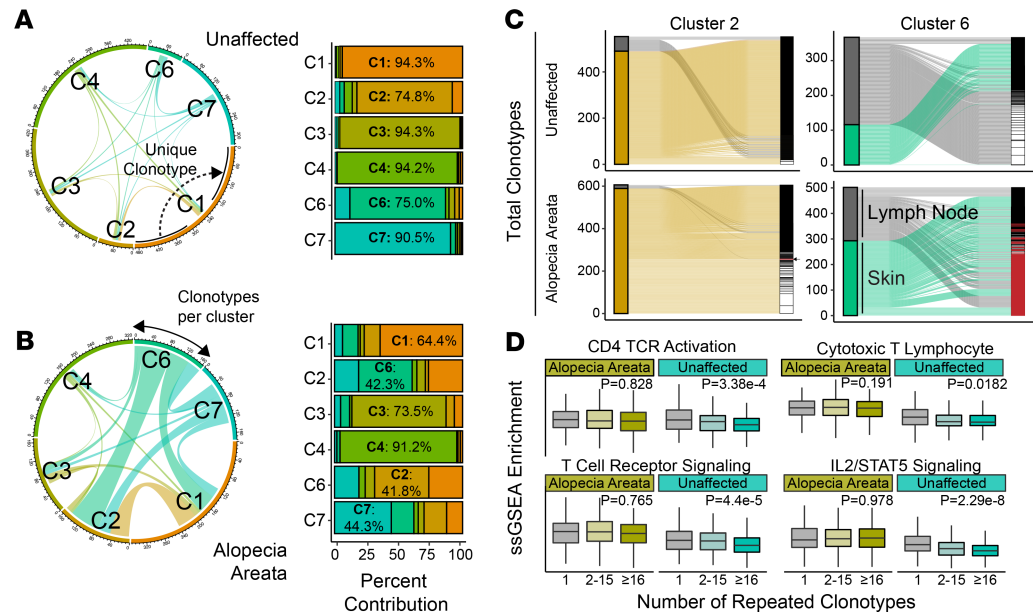 A
Unaffected
C6
C4
C7
Unique
Clonotype
C3
C1
C2
C1
C1: 94.3%
C2
C2: 74.8%
C3
C3: 94.3%
C4
C4: 94.2%
C6
C6: 75.0%
C7
C7: 90.5%
B
Clonotypes
per cluster
C6
C4
C7
C3
C1
C2
Alopecia
Areata
C1
C1: 64.4%
C2
C6:
42.3%
C3
C3: 73.5%
C4
C4: 91.2%
C6
C2:
41.8%
C7
C7:
44.3%
0 25 50 75 100
Percent
Contribution
C
Cluster 2
Cluster 6
Total Clonotypes
Unaffected
400
200
0
300
200
100
0
Alopecia Areata
600
400
200
0
500
400
300
200
100
0
Lymph Node
Skin
D
CD4 TCR Activation
Cytotoxic T Lymphocyte
Alopecia Areata
Unaffected
Alopecia Areata
Unaffected
P=0.828
P=3.38e-4
P=0.191
P=0.0182
T Cell Receptor Signaling
IL2/STAT5 Signaling
Alopecia Areata
Unaffected
Alopecia Areata
Unaffected
P=0.765
P=4.4e-5
P=0.978
P=2.29e-8
ssGSEA Enrichment
1 2-15 ≥16 1 2-15 ≥16 1 2-15 ≥16 1 2-15 ≥16
Number of Repeated Clonotypes